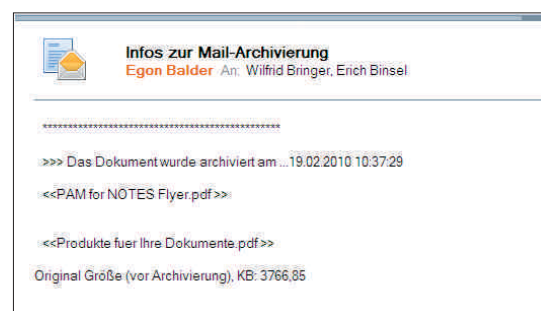 Infos zur Mail-Archivierung
Egon Balder An: Wilfrid Bringer, Erich Binsel
**********************************************
>>> Das Dokument wurde archiviert am ...19.02.2010 10:37:29
<<PAM for NOTES Flyer.pdf>>
<<Produkte fuer Ihre Dokumente.pdf>>
Original Größe (vor Archivierung), KB: 3766,85